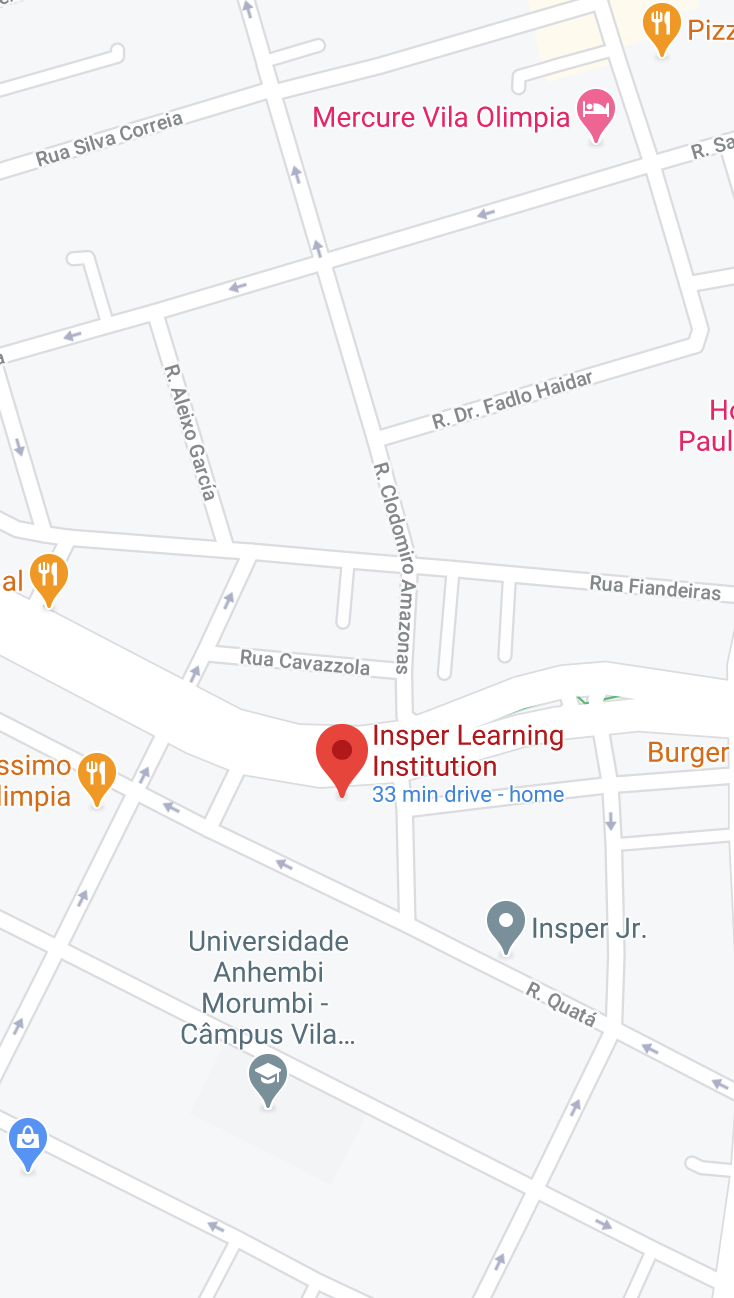 Pizz
Mercure Vila Olimpia
Rua Silva Correia
R. Sa
R. Aleixo García
R. Dr. Fadlo Haidar
Ho
Paul
R. Clodomiro Amazonas
al
Rua Fiandeiras
Rua Cavazzola
Insper Learning
Institution
33 min drive - home
Burger
ssimo
limpia
Insper Jr.
Universidade
Anhembi
Morumbi -
Câmpus Vila...
R. Quatá